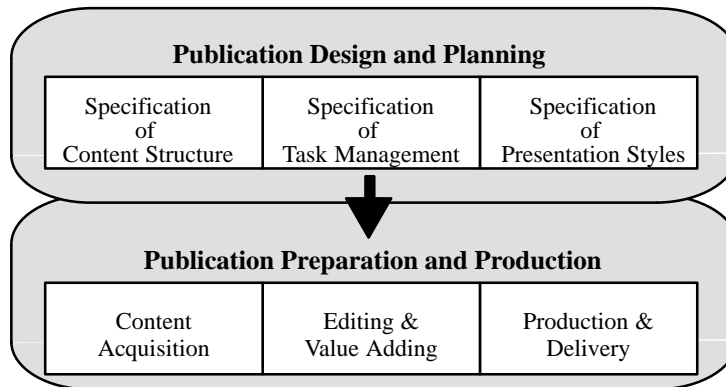 Publication Design and Planning
Specification
of
Content Structure
Specification
of
Task Management
Specification
of
Presentation Styles
Publication Preparation and Production
Content
Acquisition
Editing &
Value Adding
Production &
Delivery